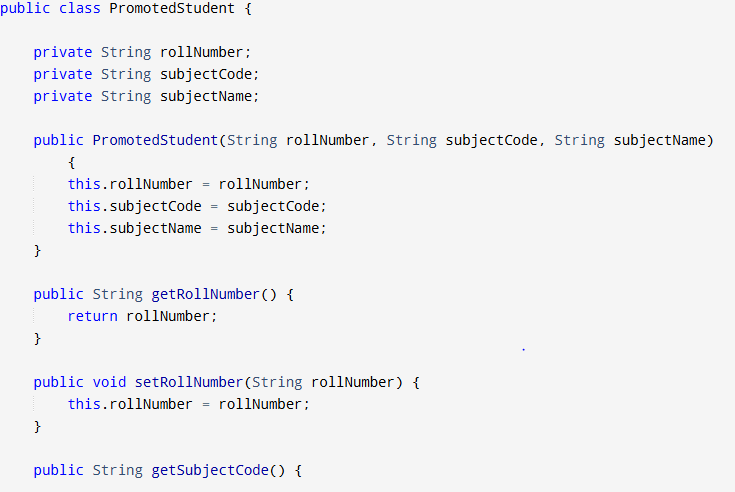 public class PromotedStudent {
private String rollNumber;
private String subjectCode;
private String subjectName;
public PromotedStudent(String rollNumber, String subjectCode, String subjectName)
{
this.rollNumber = rollNumber;
this.subjectCode = subjectCode;
this.subjectName = subjectName;
}
public String getRollNumber() {
return rollNumber;
}
public void setRollNumber(String rollNumber) {
this.rollNumber = rollNumber;
}
public String getSubjectCode() {